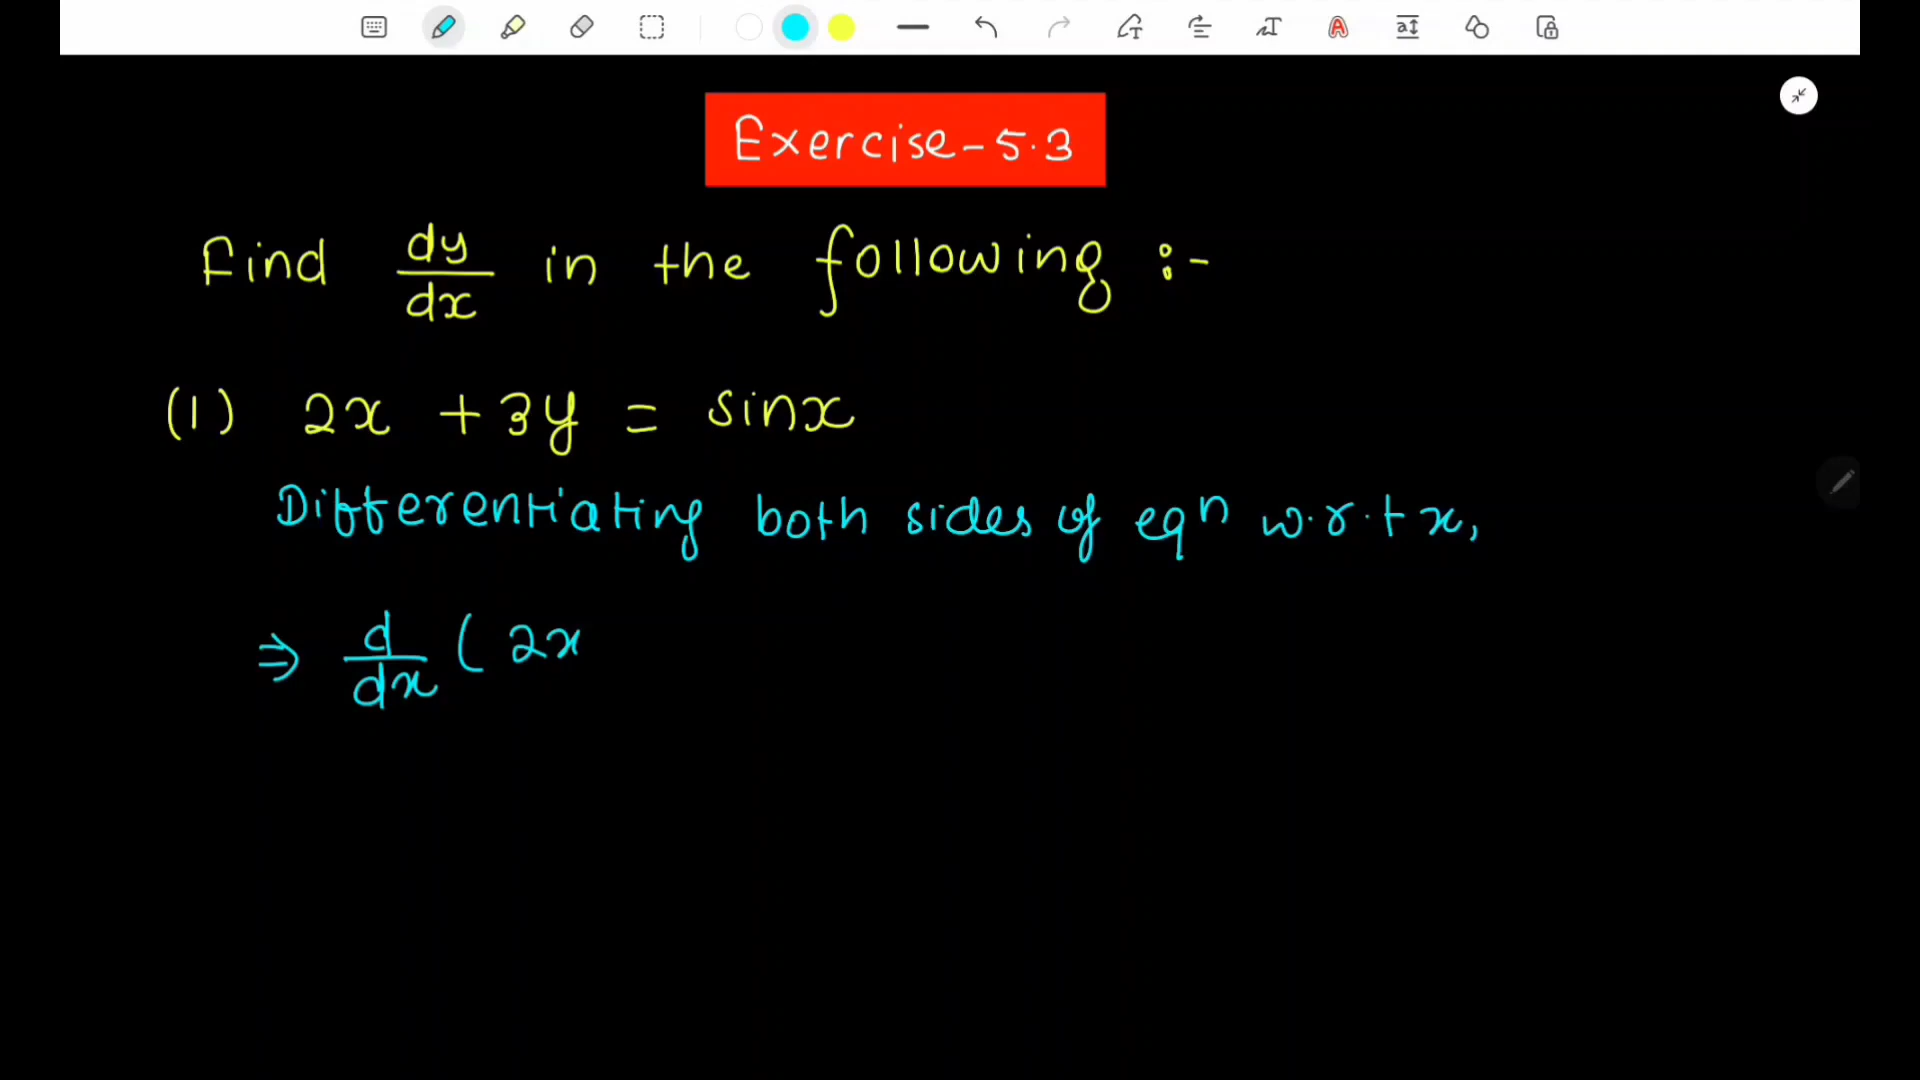 Exercise-5.3
Find dy/dx in the following :-
(1) 2x + 3y = sinx
Differentiating both sides of eqn w.r.t x,
⇒ d/dx ( 2x